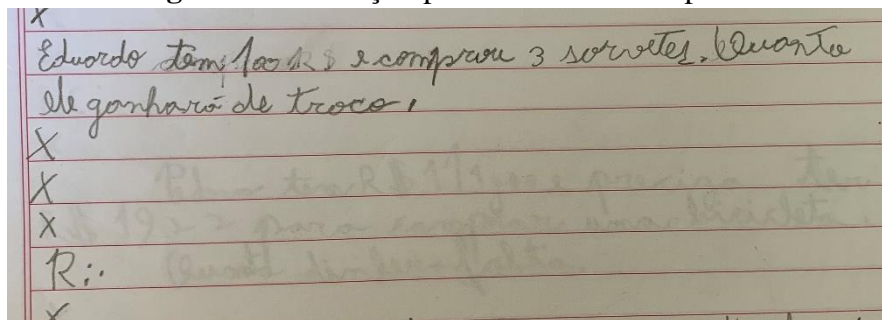 X
Eduardo tem 100 R$ e comprou 3 sorvetes. Quanto
ele ganhará de troco.
X
X
X
R:.
X